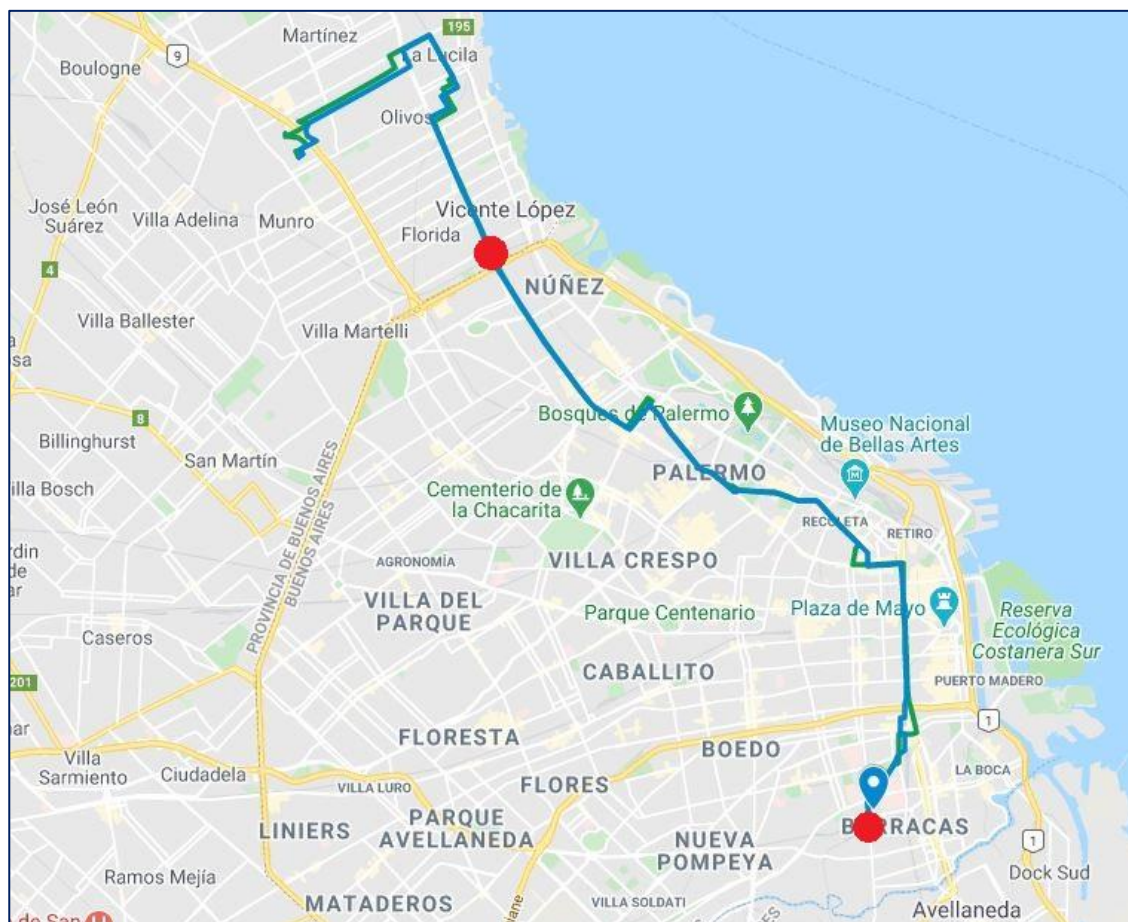 Martínez
195
9
La Lucila
Boulogne
Olivos
José León
Suárez
Villa Adelina
Munro
Vicente López
Florida
4
NÚÑEZ
Villa Ballester
Villa Martelli
8
Bosques de Palermo
Museo Nacional
de Bellas Artes
Billinghurst
San Martín
PALERMO
Villa Bosch
Cementerio de
la Chacarita
RECOLETA
RETIRO
PROVINCIA DE BUENOS AIRES
BUENOS AIRES
AGRONOMÍA
VILLA CRESPO
VILLA DEL
PARQUE
Parque Centenario
Plaza de Mayo
Reserva
Ecológica
Costanera Sur
Caseros
CABALLITO
201
PUERTO MADERO
1
FLORESTA
BOEDO
Villa
Sarmiento
Ciudadela
VILLA LURO
FLORES
LA BOCA
LINIERS
PARQUE
AVELLANEDA
BARRACAS
NUEVA
POMPEYA
1
Ramos Mejía
Dock Sud
MATADEROS
VILLA SOLDATI
Avellaneda
de San